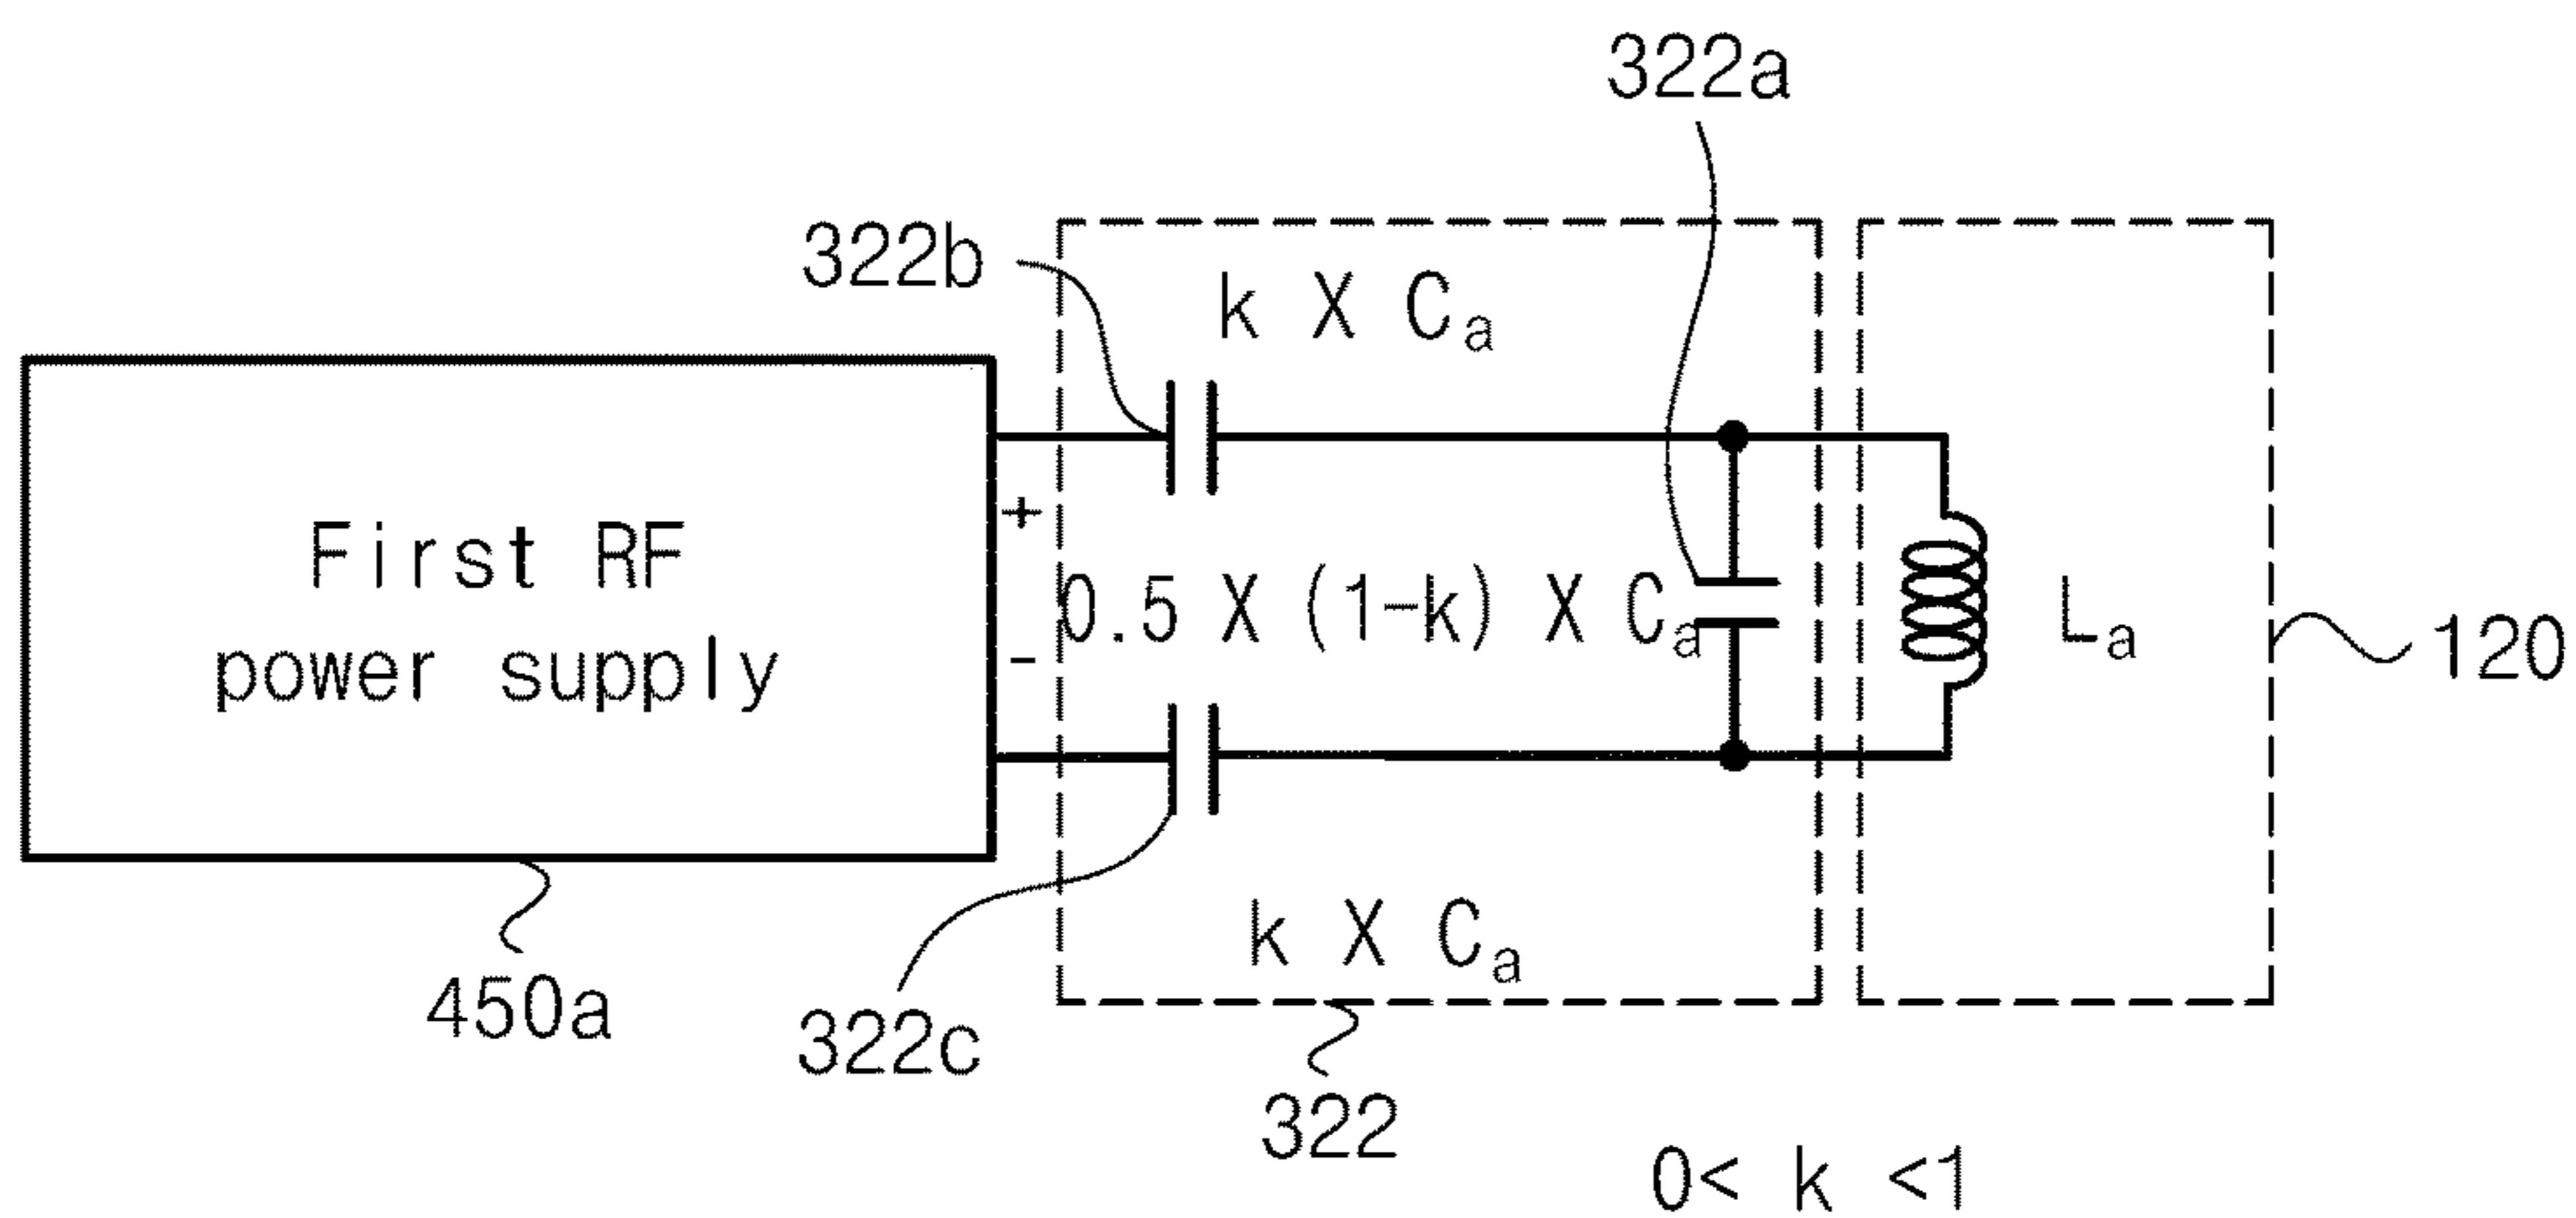 322a
322b
k X Ca
First RF
power supply
+
0.5 X (1-k) X Ca
-
La
120
450a
322c
k X Ca
322
0< k <1